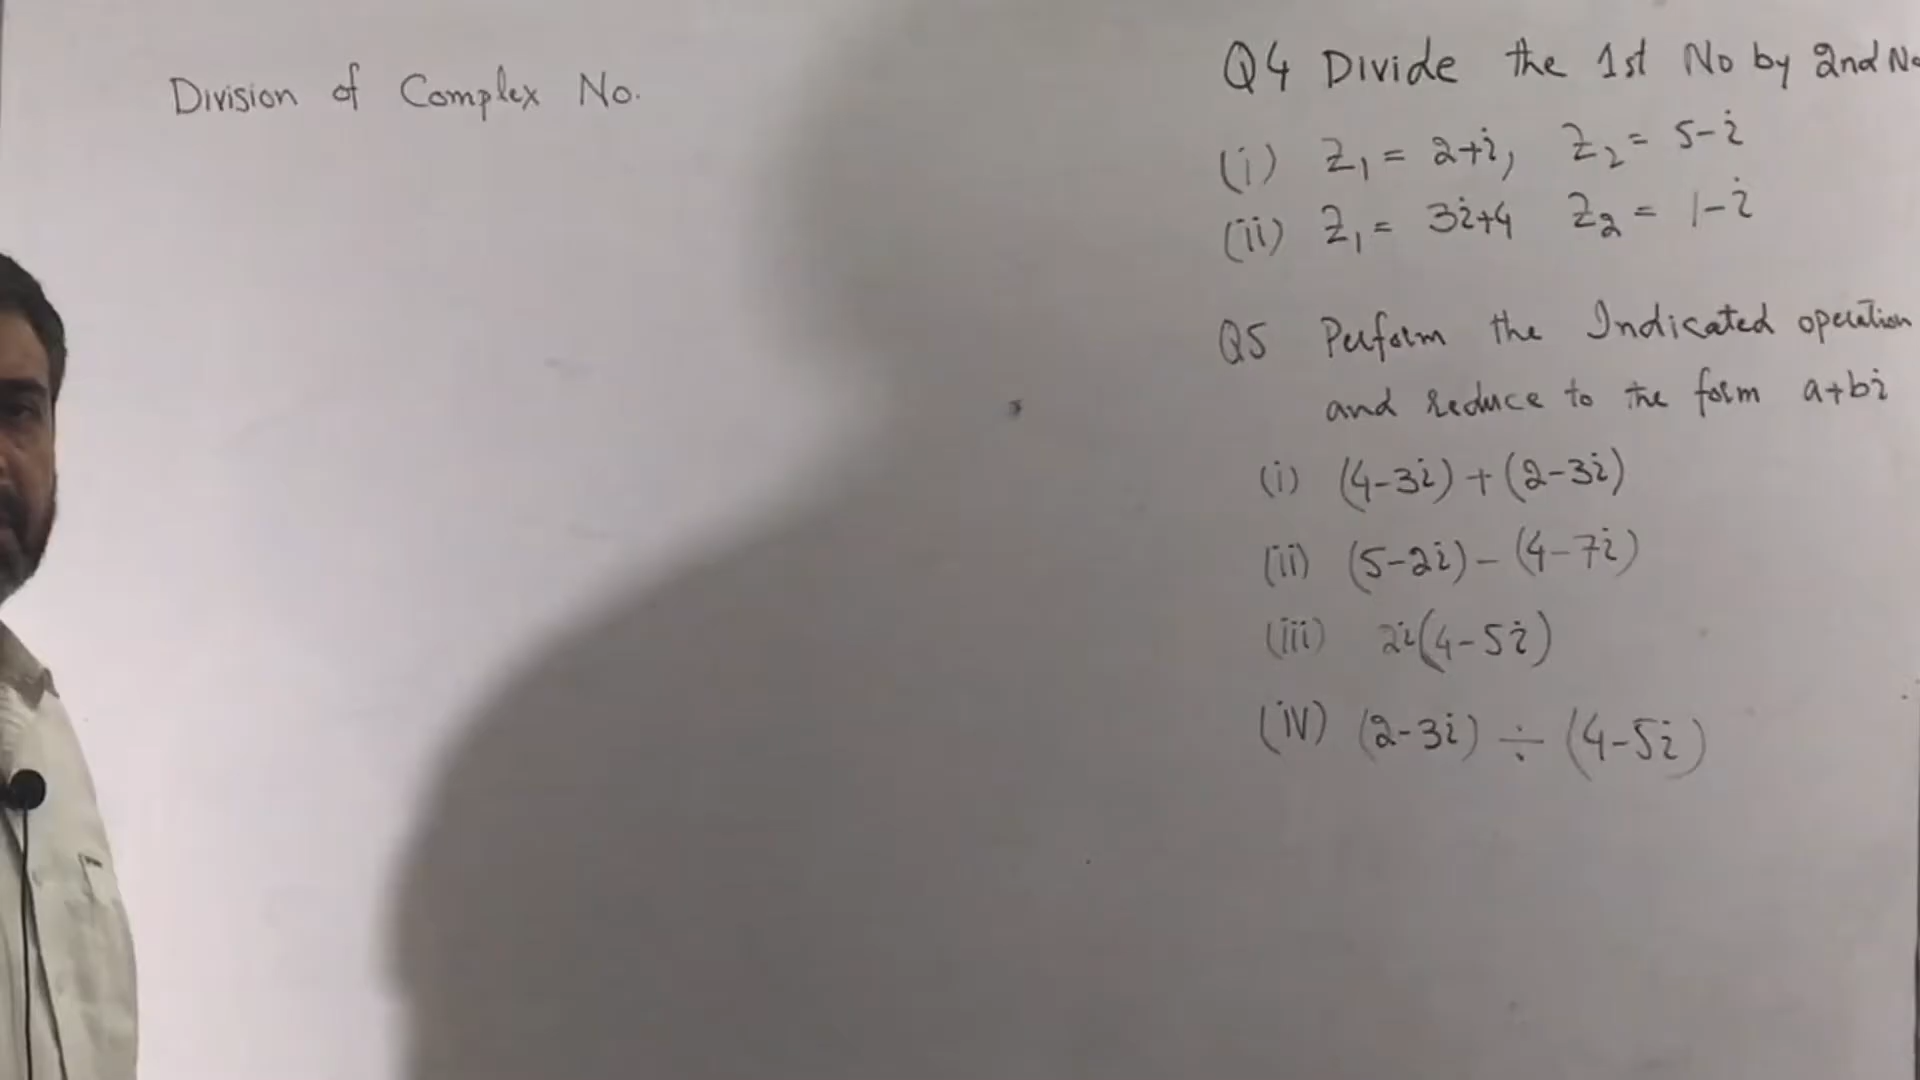 Division of Complex No.
Q4 Divide the 1st No by 2nd No
(i) Z₁ = 2+i, Z₂ = 5-i
(ii) Z₁ = 3i+4 Z₂ = 1-i
Q5 Perform the Indicated operation
and reduce to the form a+bi
(i) (4-3i) + (2-3i)
(ii) (5-2i) - (4-7i)
(iii) 2i(4-5i)
(iv) (2-3i) ÷ (4-5i)